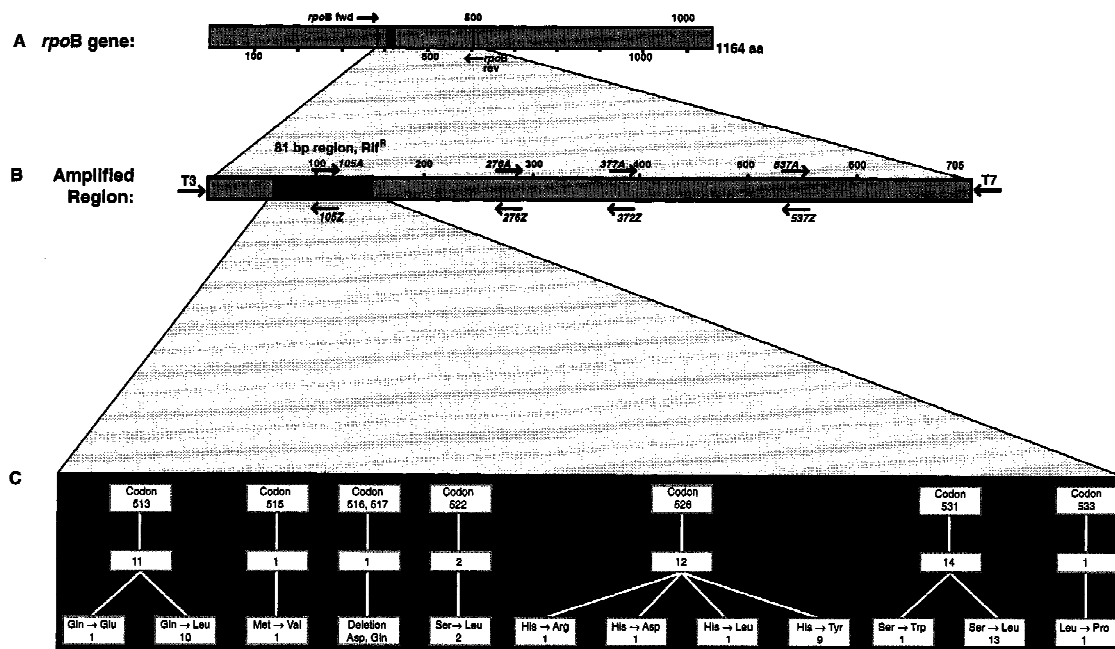 rpoB fwd 500 1000
A rpoB gene: 1164 aa
100 500 1000
rpoB rev
81 bp region, RifR
100 105A 200 276A 300 377A 400 500 537A 600 705
B Amplified Region: T3 T7
105Z 276Z 372Z 537Z
C
Codon 513 Codon 515 Codon 516, 517 Codon 522 Codon 526 Codon 531 Codon 533
11 1 1 2 12 14 1
Gln → Glu 1 Gln → Leu 10 Met → Val 1 Deletion Asp, Gln Ser → Leu 2 His → Arg 1 His → Asp 1 His → Leu 1 His → Tyr 9 Ser → Trp 1 Ser → Leu 13 Leu → Pro 1